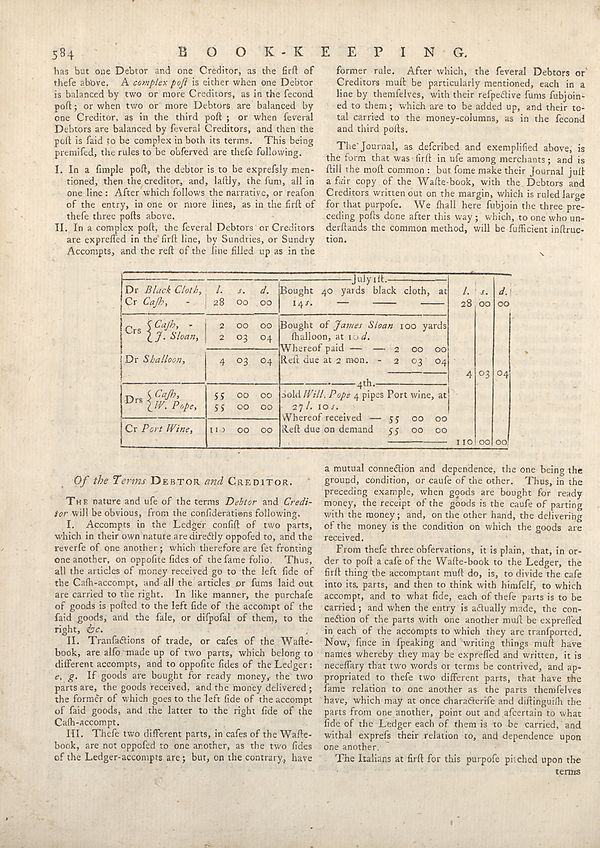 584 B O O K - K E E P I N G.
has but one Debtor and one Creditor, as the firſt of
theſe above. A complex poſt is either when one Debtor
is balanced by two or more Creditors, as in the ſecond
poſt; or when two or more Debtors are balanced by
one Creditor, as in the third poſt ; or when ſeveral
Debtors are balanced by ſeveral Creditors, and then the
poſt is ſaid to be complex in both its terms. This being
premiſed, the rules to be obſerved are theſe following.
I. In a ſimple poſt, the debtor is to be expreſsly men-
tioned, then the creditor, and, laſtly, the ſum, all in
one line : After which follows the narrative, or reaſon
of the entry, in one or more lines, as in the firſt of
theſe three poſts above.
II. In a complex poſt, the ſeveral Debtors or Creditors
are expreſſed in the firſt line, by Sundries, or Sundry
Accompts, and the reſt of the line filled up as in the
former rule. After which, the ſeveral Debtors or
Creditors muſt be particularly mentioned, each in a
line by themſelves, with their reſpective ſums ſubjoin-
ed to them; which are to be added up, and their to-
tal carried to the money-columns, as in the ſecond
and third poſts.
The Journal, as deſcribed and exemplified above, is
the form that was firſt in uſe among merchants; and is
ſtill the moſt common : but ſome make their Journal juſt
a fair copy of the Waſte-book, with the Debtors and
Creditors written out on the margin, which is ruled large
for that purpoſe. We ſhall here ſubjoin the three pre-
ceding poſts done after this way; which, to one who un-
derſtands the common method, will be ſufficient inſtruc-
tion.
July 1ſt.
Dr Black Cloth, l. s. d. Bought 40 yards black cloth, at l. s. d.
Cr Caſh, - 28 00 00 14 s. — — — 28 00 00
Crs { Caſh, - 2 00 00 Bought of James Sloan 100 yards
{ J. Sloan, 2 03 04 ſhalloon, at 10 d.
Whereof paid — — 2 00 00
Dr Shalloon, 4 03 04 Reſt due at 2 mon. - 2 03 04
4 03 04
4th.
Drs { Caſh, 55 00 00 Sold Will. Pope 4 pipes Port wine, at
{ W. Pope, 55 00 00 27 l. 10 s.
Whereof received — 55 00 00
Cr Port Wine, 110 00 00 Reſt due on demand 55 00 00
110 00 00
Of the Terms DEBTOR and CREDITOR.
THE nature and uſe of the terms Debtor and Credi-
tor will be obvious, from the conſiderations following.
I. Accompts in the Ledger conſiſt of two parts,
which in their own nature are directly oppoſed to, and the
reverſe of one another; which therefore are ſet fronting
one another, on oppoſite ſides of the ſame folio. Thus,
all the articles of money received go to the left ſide of
the Caſh-accompt, and all the articles or ſums laid out
are carried to the right. In like manner, the purchaſe
of goods is poſted to the left ſide of the accompt of the
ſaid goods, and the ſale, or diſpoſal of them, to the
right, &c.
II. Tranſactions of trade, or caſes of the Waſte-
book, are alſo made up of two parts, which belong to
different accompts, and to oppoſite ſides of the Ledger:
e. g. If goods are bought for ready money, the two
parts are, the goods received, and the money delivered;
the former of which goes to the left ſide of the accompt
of ſaid goods, and the latter to the right ſide of the
Caſh-accompt.
III. Theſe two different parts, in caſes of the Waſte-
book, are not oppoſed to one another, as the two ſides
of the Ledger-accompts are; but, on the contrary, have
a mutual connection and dependence, the one being the
ground, condition, or cauſe of the other. Thus, in the
preceding example, when goods are bought for ready
money, the receipt of the goods is the cauſe of parting
with the money; and, on the other hand, the delivering
of the money is the condition on which the goods are
received.
From theſe three obſervations, it is plain, that, in or-
der to poſt a caſe of the Waſte-book to the Ledger, the
firſt thing the accomptant muſt do, is, to divide the caſe
into its parts, and then to think with himſelf, to which
accompt, and to what ſide, each of theſe parts is to be
carried; and when the entry is actually made, the con-
nection of the parts with one another muſt be expreſſed
in each of the accompts to which they are tranſported.
Now, ſince in ſpeaking and writing things muſt have
names whereby they may be expreſſed and written, it is
neceſſary that two words or terms be contrived, and ap-
propriated to theſe two different parts, that have the
ſame relation to one another as the parts themſelves
have, which may at once characteriſe and diſtinguiſh the
parts from one another, point out and aſcertain to what
ſide of the Ledger each of them is to be carried, and
withal expreſs their relation to, and dependence upon
one another.
The Italians at firſt for this purpoſe pitched upon the
terms